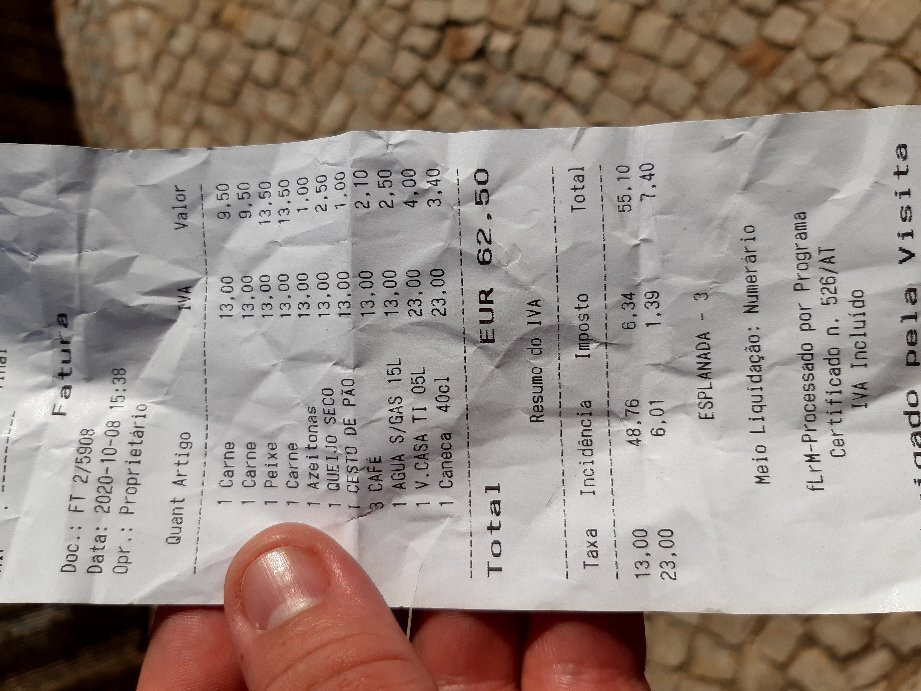 Fatura
Doc.: FT 2/5908
Data: 2020-10-08 15:38
Opr.: Proprietário
Quant Artigo IVA Valor
1 Carne 13,00 9,50
1 Carne 13,00 9,50
1 Peixe 13,00 13,50
1 Carne 13,00 13,50
1 Azeitonas 13,00 1,00
1 QUEIJO SECO 13,00 2,50
1 CESTO DE PÃO 13,00 1,00
3 CAFÉ 13,00 2,10
1 AGUA S/GAS 15L 13,00 2,50
1 V.CASA TI 05L 23,00 4,00
1 Caneca 40cl 23,00 3,40
Total EUR 62,50
Resumo do IVA
Taxa Incidência Imposto Total
13,00 48,76 6,34 55,10
23,00 6,01 1,39 7,40
ESPLANADA - 3
Meio Liquidação: Numerário
fLrM-Processado por Programa
Certificado n. 526/AT
IVA Incluído
igado pela Visita